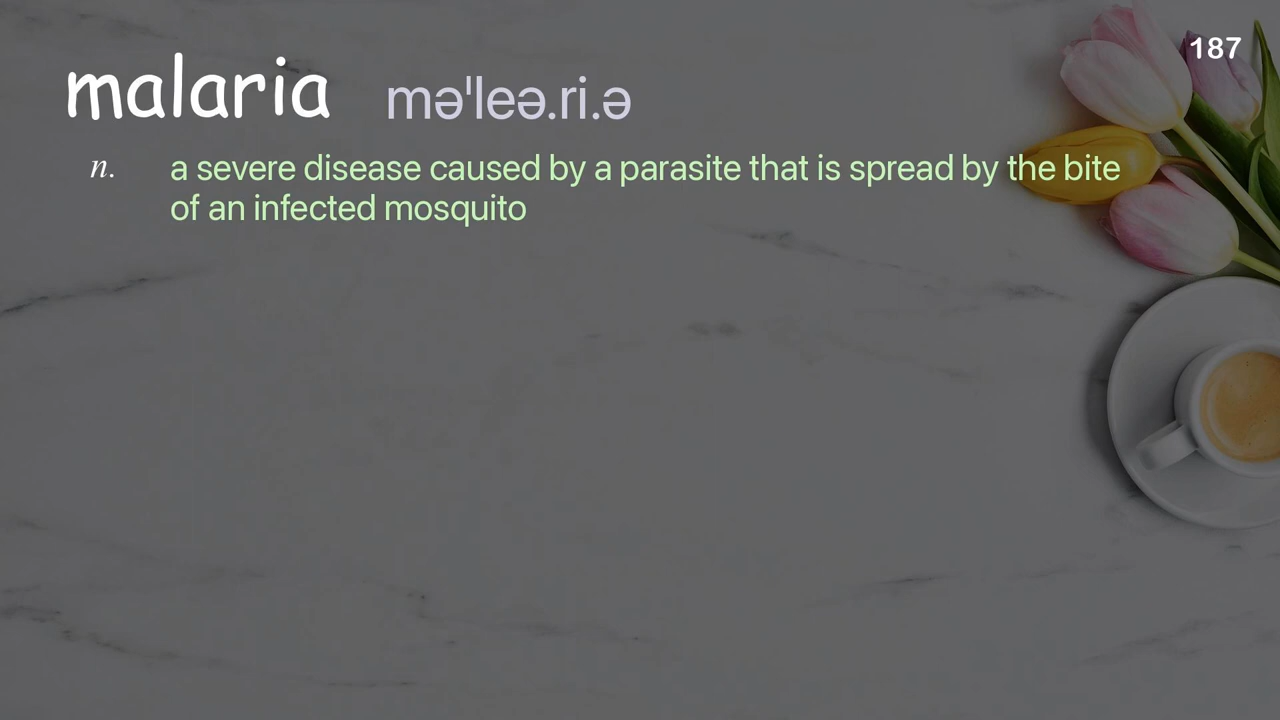 187
malaria məˈleə.ri.ə
n. a severe disease caused by a parasite that is spread by the bite
of an infected mosquito